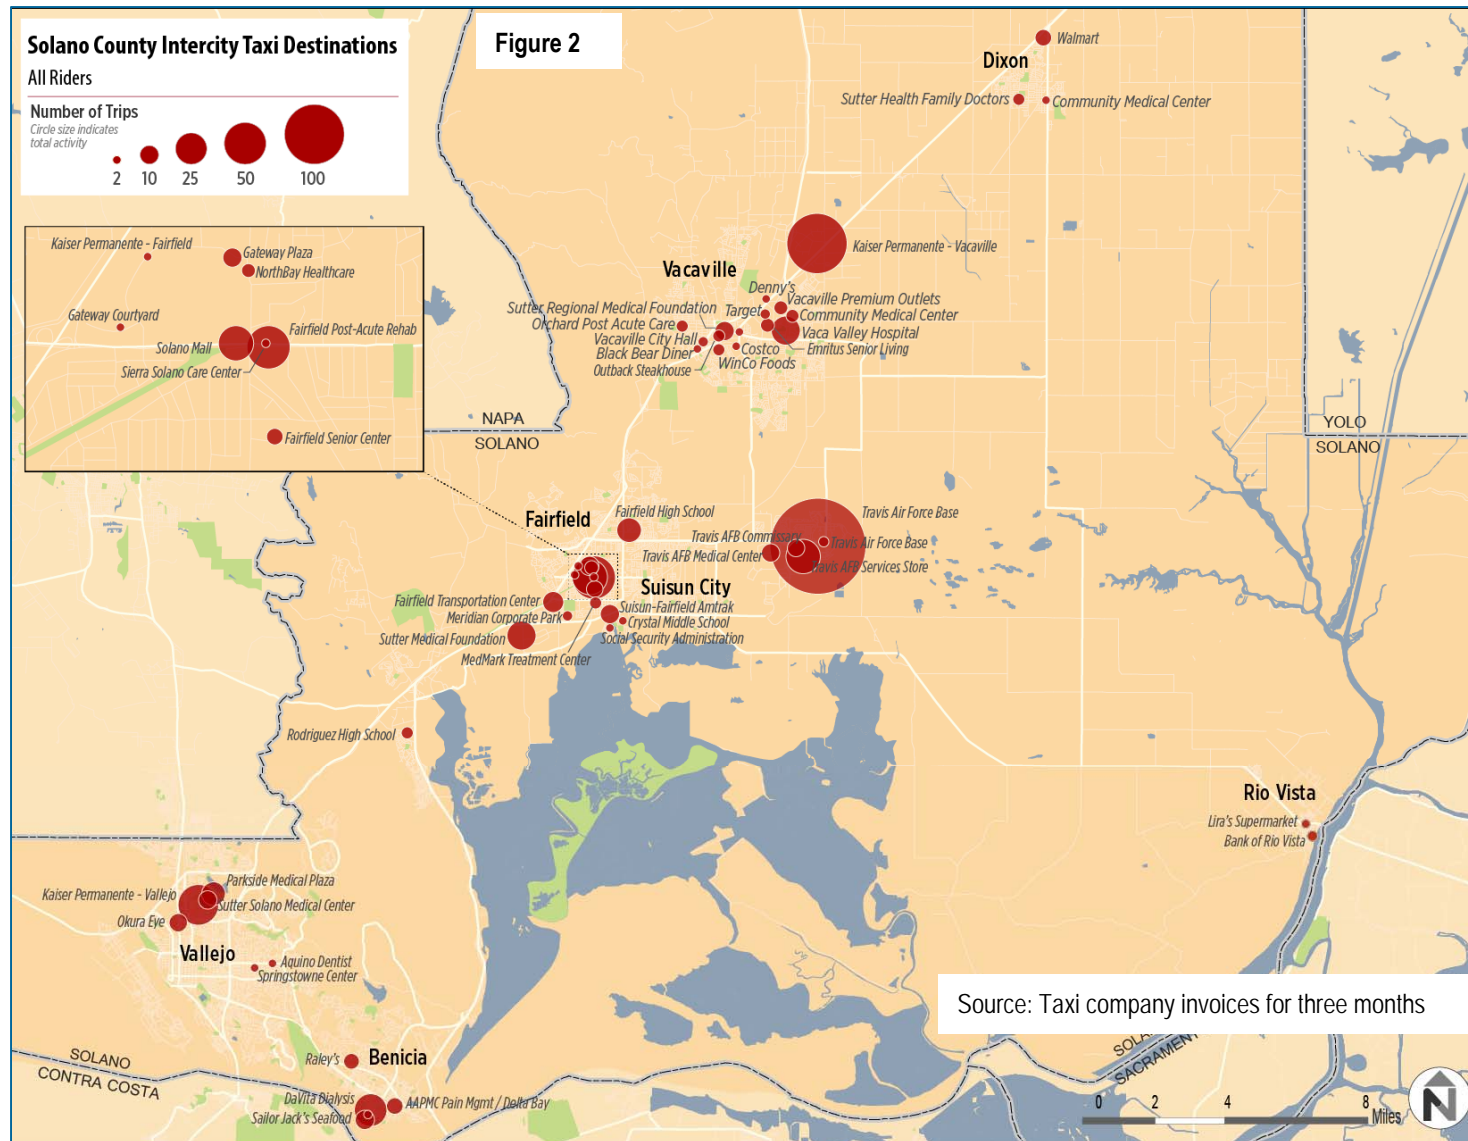 Solano County Intercity Taxi Destinations
All Riders
Number of Trips
Circle size indicates
total activity
2 10 25 50 100
Figure 2
Walmart
Dixon
Sutter Health Family Doctors
Community Medical Center
Kaiser Permanente - Fairfield
Gateway Plaza
NorthBay Healthcare
Gateway Courtyard
Fairfield Post-Acute Rehab
Solano Mall
Sierra Solano Care Center
Fairfield Senior Center
Kaiser Permanente - Vacaville
Vacaville
Denny's
Vacaville Premium Outlets
Sutter Regional Medical Foundation
Target
Community Medical Center
Orchard Post Acute Care
Vaca Valley Hospital
Vacaville City Hall
Emritus Senior Living
Black Bear Diner
Costco
Outback Steakhouse
WinCo Foods
NAPA
SOLANO
YOLO
SOLANO
Fairfield
Fairfield High School
Travis Air Force Base
Travis AFB Commissary
Travis Air Force Base
Travis AFB Medical Center
Travis AFB Services Store
Suisun City
Fairfield Transportation Center
Suisun-Fairfield Amtrak
Meridian Corporate Park
Crystal Middle School
Sutter Medical Foundation
Social Security Administration
MedMark Treatment Center
Rodriguez High School
Rio Vista
Lira's Supermarket
Bank of Rio Vista
Parkside Medical Plaza
Kaiser Permanente - Vallejo
Sutter Solano Medical Center
Okura Eye
Vallejo
Aquino Dentist
Springstowne Center
Source: Taxi company invoices for three months
SOLANO
CONTRA COSTA
Raley's
Benicia
DaVita Dialysis
AAPMC Pain Mgmt / Delta Bay
Sailor Jack's Seafood
SACRAMENT
0 2 4 8
Miles
N